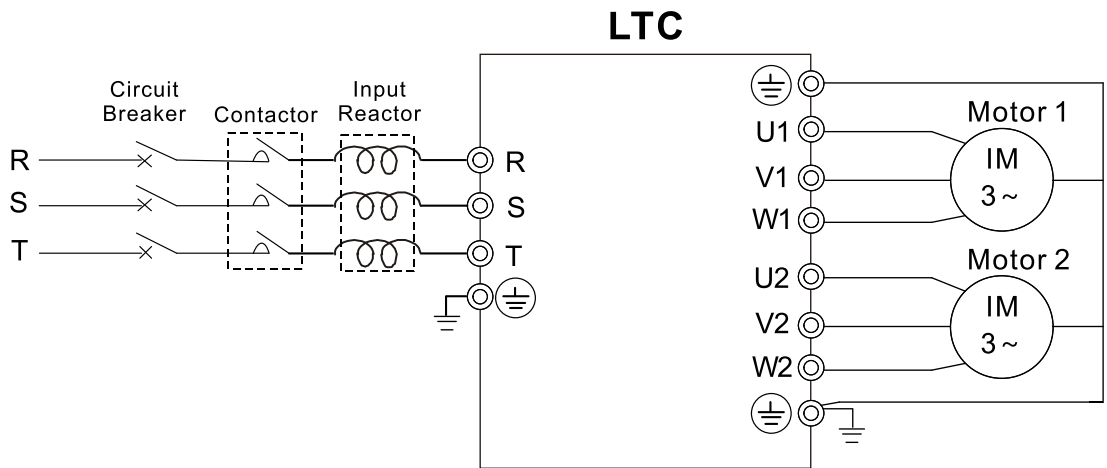 LTC
Circuit
Breaker
Contactor
Input
Reactor
R
S
T
R
S
T
U1
V1
W1
U2
V2
W2
Motor 1
IM
3~
Motor 2
IM
3~